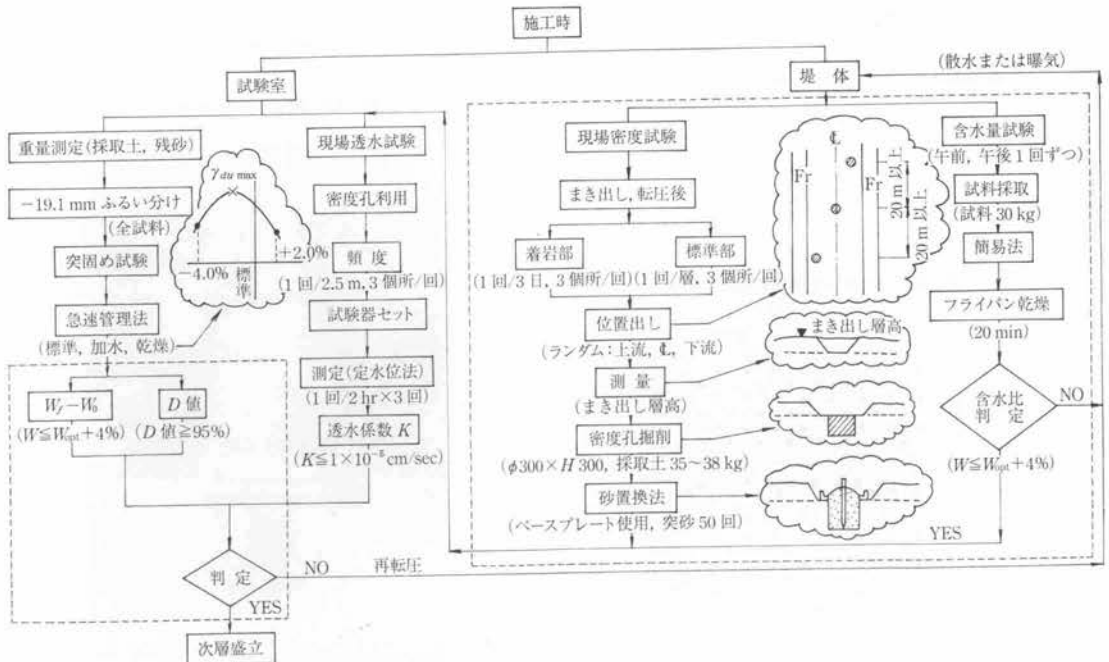 施工時
試験室
重量測定(採取土, 残砂)
−19.1 mm ふるい分け
(全試料)
突固め試験
急速管理法
(標準, 加水, 乾燥)
W_f−W_0
(W≦W_opt+4%)
D 値
(D 値≧95%)
γ_du max
−4.0%
標準
+2.0%
現場透水試験
密度孔利用
頻度
(1回/2.5 m, 3個所/回)
試験器セット
測定(定水位法)
(1回/2 hr×3回)
透水係数 K
(K≦1×10⁻⁵ cm/sec)
判定
NO
再転圧
YES
次層盛立
堤体
(散水または曝気)
現場密度試験
まき出し, 転圧後
着岩部
(1回/3日, 3個所/回)
標準部
(1回/層, 3個所/回)
位置出し
(ランダム:上流, ℄, 下流)
測量
(まき出し層高)
密度孔掘削
(φ300×H 300, 採取土 35~38 kg)
砂置換法
(ベースプレート使用, 突砂 50 回)
℄
Fr
Fr
20 m 以上
20 m 以上
まき出し層高
含水量試験
(午前, 午後1回ずつ)
試料採取
(試料 30 kg)
簡易法
フライパン乾燥
(20 min)
含水比
判定
NO
(W≦W_opt+4%)
YES